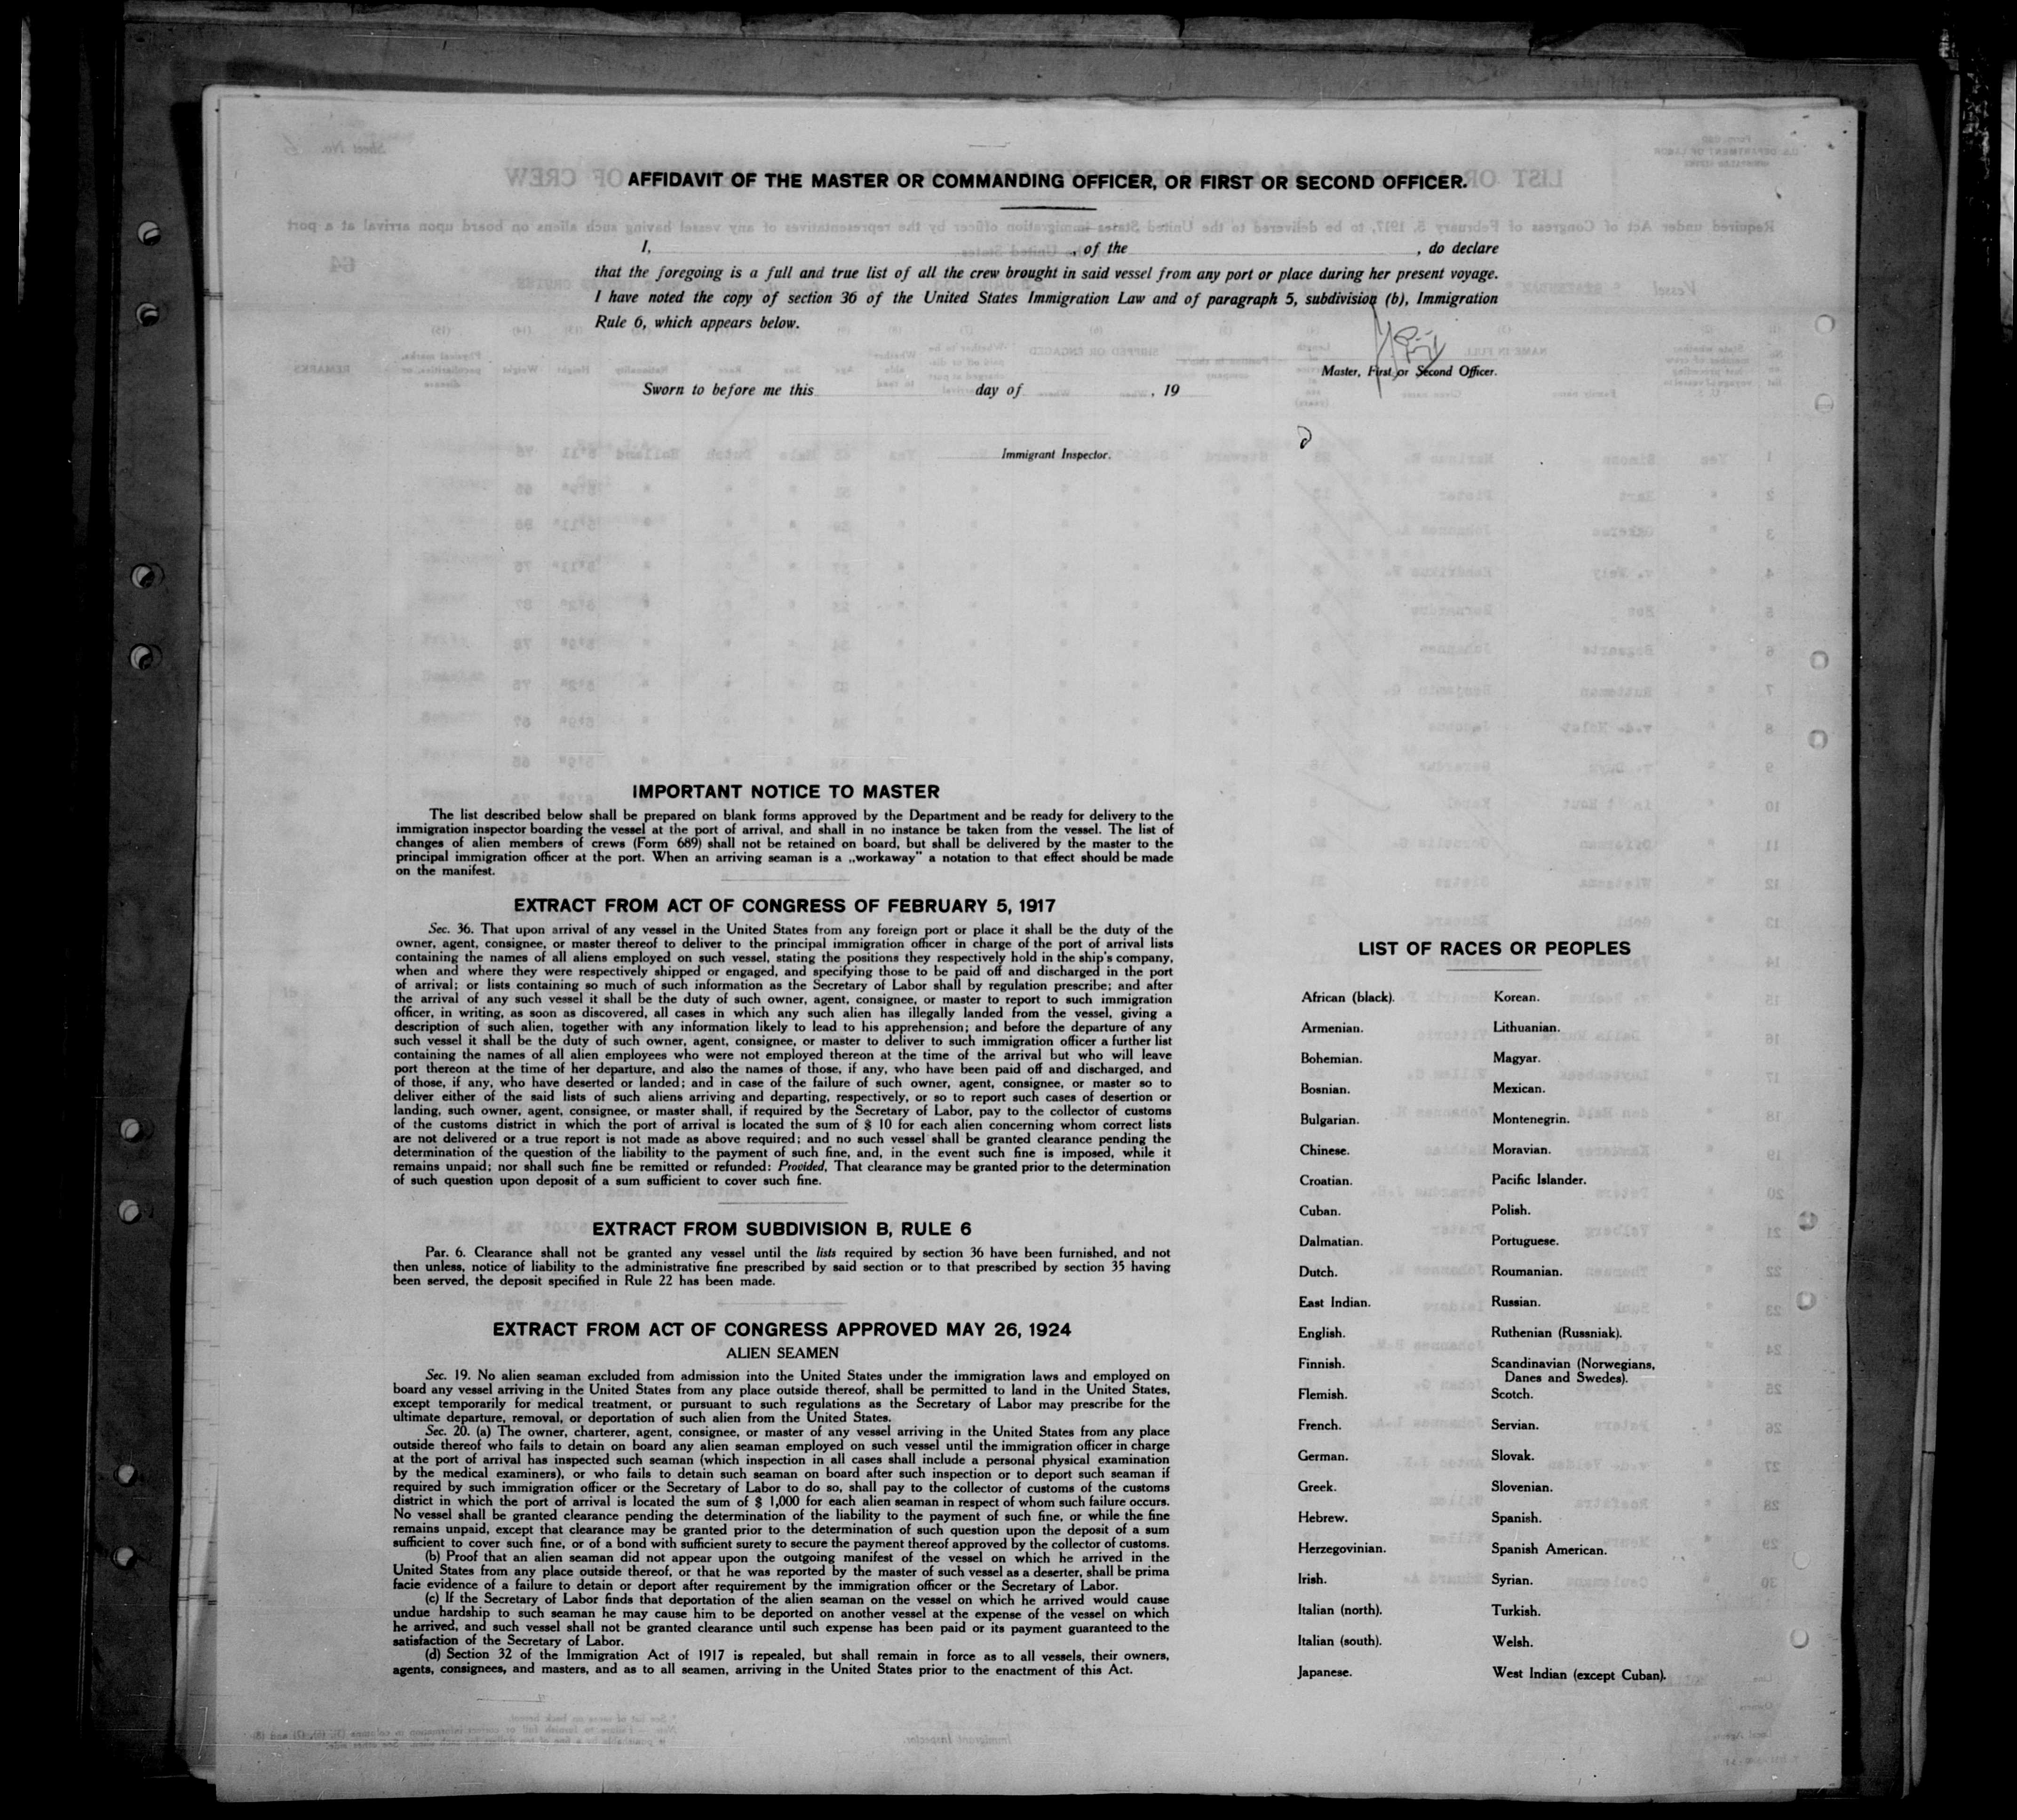 AFFIDAVIT OF THE MASTER OR COMMANDING OFFICER, OR FIRST OR SECOND OFFICER.
I, , of the , do declare
that the foregoing is a full and true list of all the crew brought in said vessel from any port or place during her present voyage.
I have noted the copy of section 36 of the United States Immigration Law and of paragraph 5, subdivision (b), Immigration
Rule 6, which appears below.
Master, First or Second Officer.
Sworn to before me this day of , 19
Immigrant Inspector.
IMPORTANT NOTICE TO MASTER
The list described below shall be prepared on blank forms approved by the Department and be ready for delivery to the
immigration inspector boarding the vessel at the port of arrival, and shall in no instance be taken from the vessel. The list of
changes of alien members of crews (Form 689) shall not be retained on board, but shall be delivered by the master to the
principal immigration officer at the port. When an arriving seaman is a „workaway" a notation to that effect should be made
on the manifest.
EXTRACT FROM ACT OF CONGRESS OF FEBRUARY 5, 1917
Sec. 36. That upon arrival of any vessel in the United States from any foreign port or place it shall be the duty of the
owner, agent, consignee, or master thereof to deliver to the principal immigration officer in charge of the port of arrival lists
containing the names of all aliens employed on such vessel, stating the positions they respectively hold in the ship's company,
when and where they were respectively shipped or engaged, and specifying those to be paid off and discharged in the port
of arrival; or lists containing so much of such information as the Secretary of Labor shall by regulation prescribe; and after
the arrival of any such vessel it shall be the duty of such owner, agent, consignee, or master to report to such immigration
officer, in writing, as soon as discovered, all cases in which any such alien has illegally landed from the vessel, giving a
description of such alien, together with any information likely to lead to his apprehension; and before the departure of any
such vessel it shall be the duty of such owner, agent, consignee, or master to deliver to such immigration officer a further list
containing the names of all alien employees who were not employed thereon at the time of the arrival but who will leave
port thereon at the time of her departure, and also the names of those, if any, who have been paid off and discharged, and
of those, if any, who have deserted or landed; and in case of the failure of such owner, agent, consignee, or master so to
deliver either of the said lists of such aliens arriving and departing, respectively, or so to report such cases of desertion or
landing, such owner, agent, consignee, or master shall, if required by the Secretary of Labor, pay to the collector of customs
of the customs district in which the port of arrival is located the sum of $ 10 for each alien concerning whom correct lists
are not delivered or a true report is not made as above required; and no such vessel shall be granted clearance pending the
determination of the question of the liability to the payment of such fine, and, in the event such fine is imposed, while it
remains unpaid; nor shall such fine be remitted or refunded: Provided, That clearance may be granted prior to the determination
of such question upon deposit of a sum sufficient to cover such fine.
EXTRACT FROM SUBDIVISION B, RULE 6
Par. 6. Clearance shall not be granted any vessel until the lists required by section 36 have been furnished, and not
then unless, notice of liability to the administrative fine prescribed by said section or to that prescribed by section 35 having
been served, the deposit specified in Rule 22 has been made.
EXTRACT FROM ACT OF CONGRESS APPROVED MAY 26, 1924
ALIEN SEAMEN
Sec. 19. No alien seaman excluded from admission into the United States under the immigration laws and employed on
board any vessel arriving in the United States from any place outside thereof, shall be permitted to land in the United States,
except temporarily for medical treatment, or pursuant to such regulations as the Secretary of Labor may prescribe for the
ultimate departure, removal, or deportation of such alien from the United States.
Sec. 20. (a) The owner, charterer, agent, consignee, or master of any vessel arriving in the United States from any place
outside thereof who fails to detain on board any alien seaman employed on such vessel until the immigration officer in charge
at the port of arrival has inspected such seaman (which inspection in all cases shall include a personal physical examination
by the medical examiners), or who fails to detain such seaman on board after such inspection or to deport such seaman if
required by such immigration officer or the Secretary of Labor to do so, shall pay to the collector of customs of the customs
district in which the port of arrival is located the sum of $ 1,000 for each alien seaman in respect of whom such failure occurs.
No vessel shall be granted clearance pending the determination of the liability to the payment of such fine, or while the fine
remains unpaid, except that clearance may be granted prior to the determination of such question upon the deposit of a sum
sufficient to cover such fine, or of a bond with sufficient surety to secure the payment thereof approved by the collector of customs.
(b) Proof that an alien seaman did not appear upon the outgoing manifest of the vessel on which he arrived in the
United States from any place outside thereof, or that he was reported by the master of such vessel as a deserter, shall be prima
facie evidence of a failure to detain or deport after requirement by the immigration officer or the Secretary of Labor.
(c) If the Secretary of Labor finds that deportation of the alien seaman on the vessel on which he arrived would cause
undue hardship to such seaman he may cause him to be deported on another vessel at the expense of the vessel on which
he arrived, and such vessel shall not be granted clearance until such expense has been paid or its payment guaranteed to the
satisfaction of the Secretary of Labor.
(d) Section 32 of the Immigration Act of 1917 is repealed, but shall remain in force as to all vessels, their owners,
agents, consignees, and masters, and as to all seamen, arriving in the United States prior to the enactment of this Act.
LIST OF RACES OR PEOPLES
African (black).
Armenian.
Bohemian.
Bosnian.
Bulgarian.
Chinese.
Croatian.
Cuban.
Dalmatian.
Dutch.
East Indian.
English.
Finnish.
Flemish.
French.
German.
Greek.
Hebrew.
Herzegovinian.
Irish.
Italian (north).
Italian (south).
Japanese.
Korean.
Lithuanian.
Magyar.
Mexican.
Montenegrin.
Moravian.
Pacific Islander.
Polish.
Portuguese.
Roumanian.
Russian.
Ruthenian (Russniak).
Scandinavian (Norwegians,
Danes and Swedes).
Scotch.
Servian.
Slovak.
Slovenian.
Spanish.
Spanish American.
Syrian.
Turkish.
Welsh.
West Indian (except Cuban).